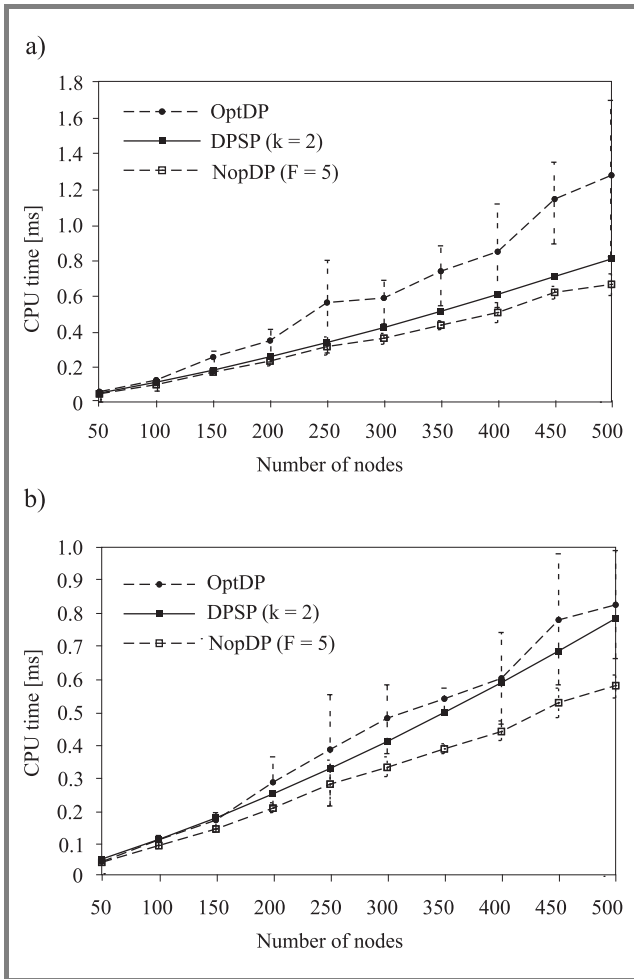 a)
1.8
1.6
1.4
1.2
1.0
0.8
0.6
0.4
0.2
0
CPU time [ms]
OptDP
DPSP (k = 2)
NopDP (F = 5)
50 100 150 200 250 300 350 400 450 500
Number of nodes
b)
1.0
0.9
0.8
0.7
0.6
0.5
0.4
0.3
0.2
0.1
0
CPU time [ms]
OptDP
DPSP (k = 2)
NopDP (F = 5)
50 100 150 200 250 300 350 400 450 500
Number of nodes